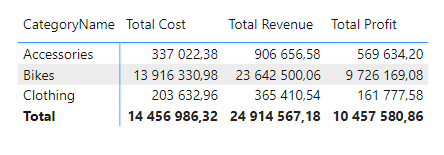 CategoryName Total Cost Total Revenue Total Profit
Accessories 337 022,38 906 656,58 569 634,20
Bikes 13 916 330,98 23 642 500,06 9 726 169,08
Clothing 203 632,96 365 410,54 161 777,58
Total 14 456 986,32 24 914 567,18 10 457 580,86